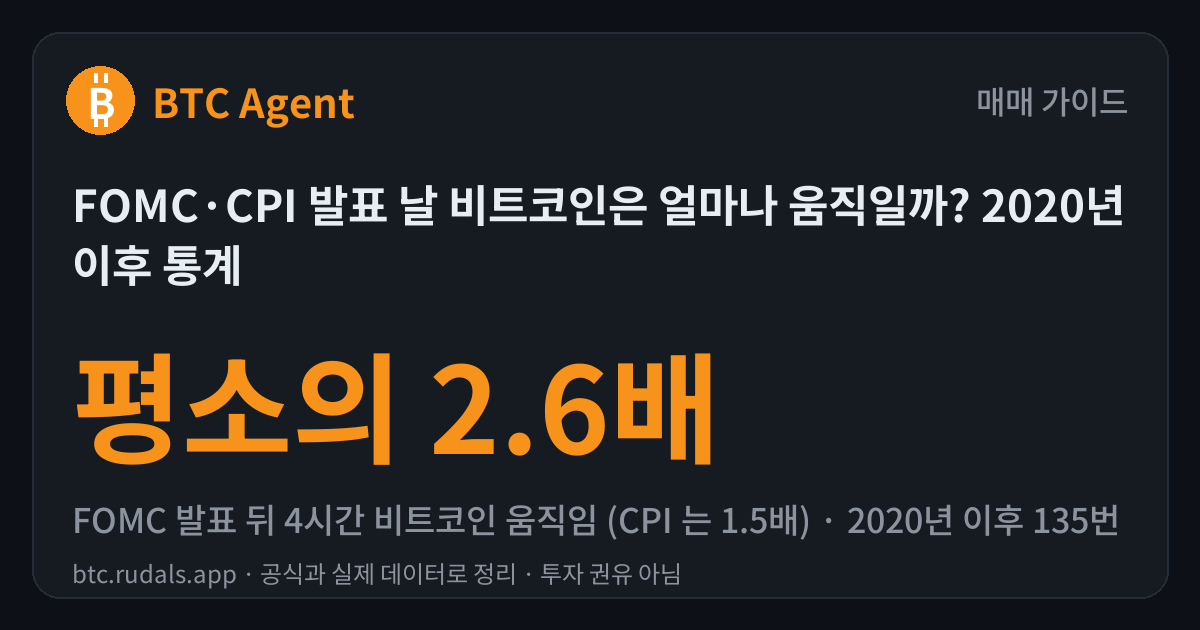 BTC Agent
매매 가이드
FOMC·CPI 발표 날 비트코인은 얼마나 움직일까? 2020년
이후 통계
평소의 2.6배
FOMC 발표 뒤 4시간 비트코인 움직임 (CPI 는 1.5배) · 2020년 이후 135번
btc.rudals.app · 공식과 실제 데이터로 정리 · 투자 권유 아님